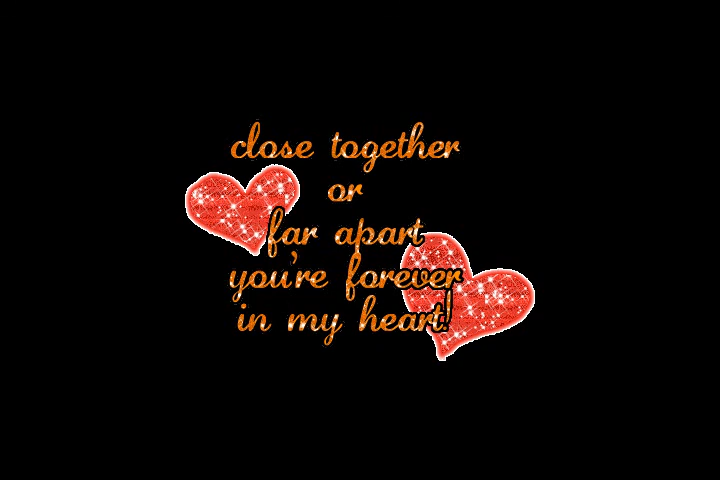 close together
or
far apart
you're forever
in my heart!